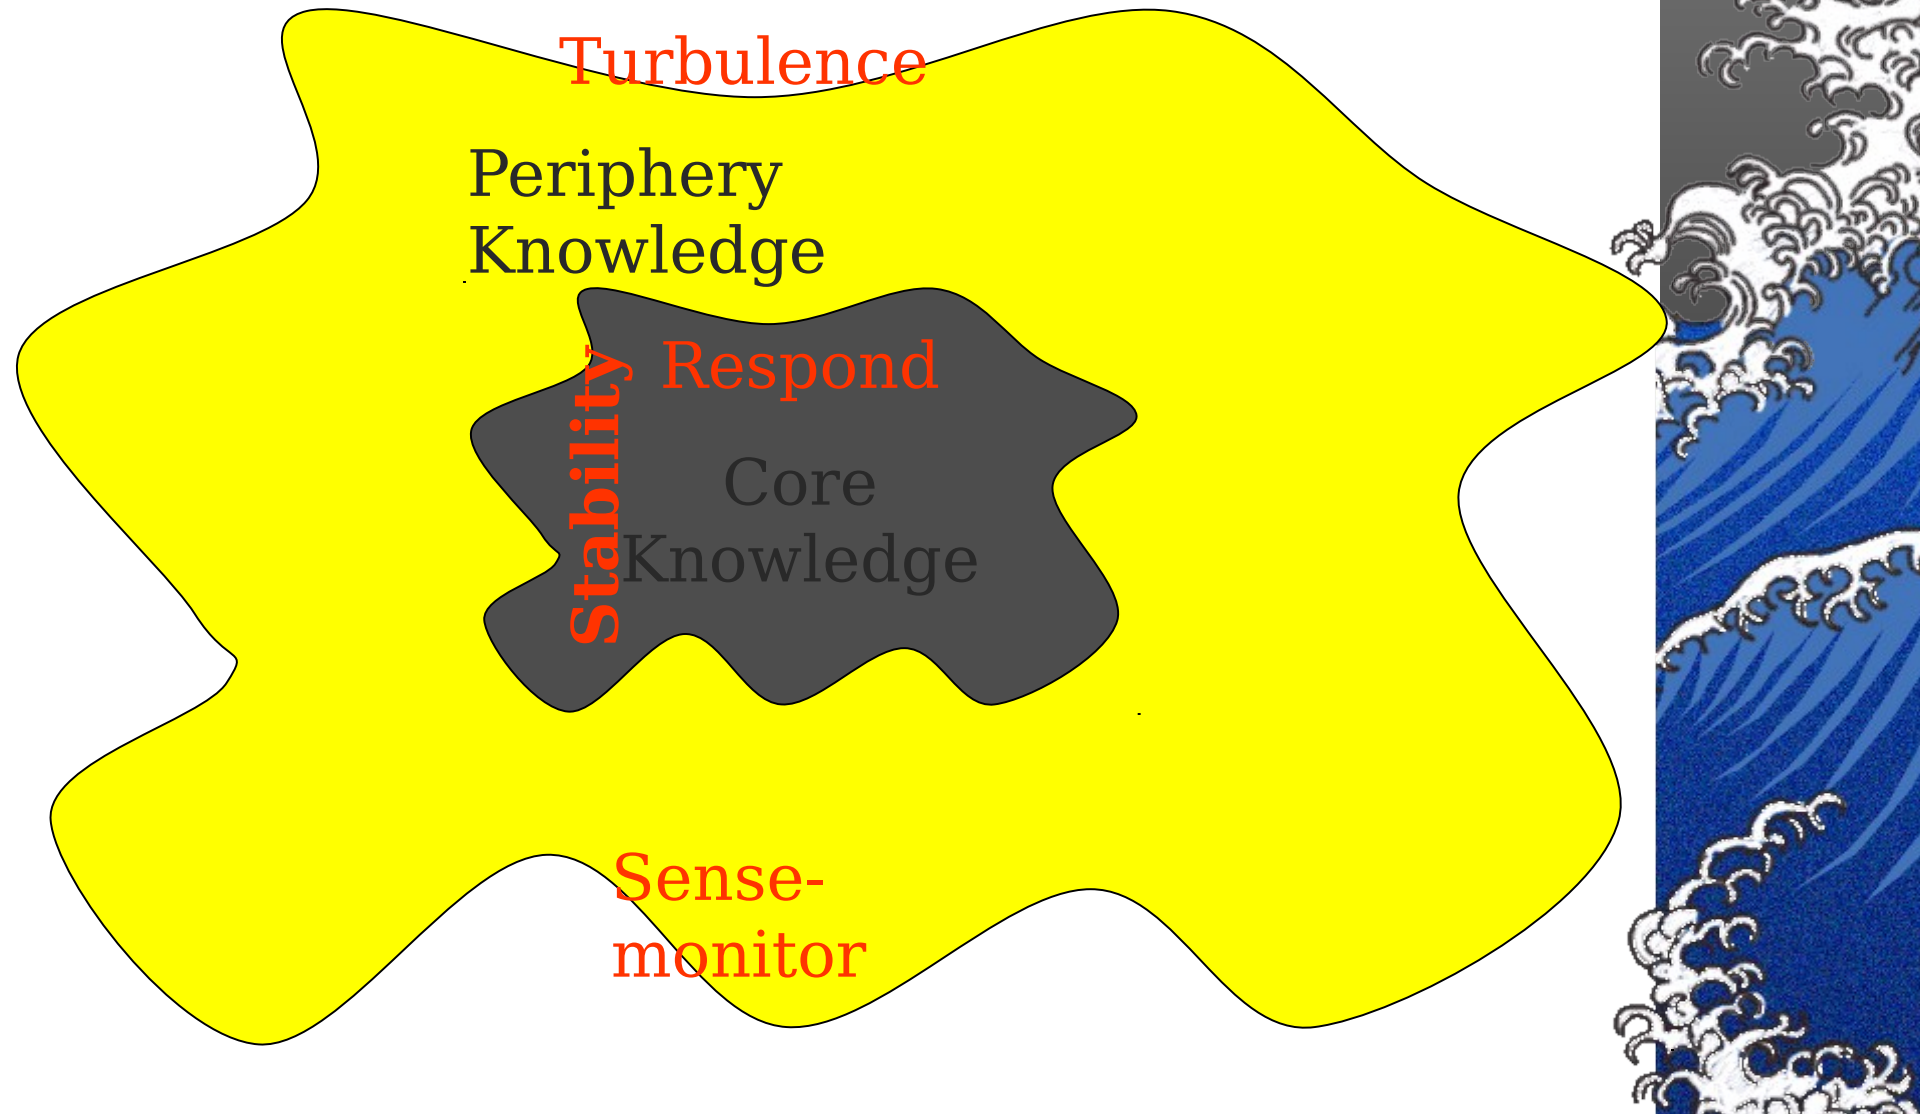 Turbulence
Periphery
Knowledge
Respond
Stability
Core
Knowledge
Sense-
monitor